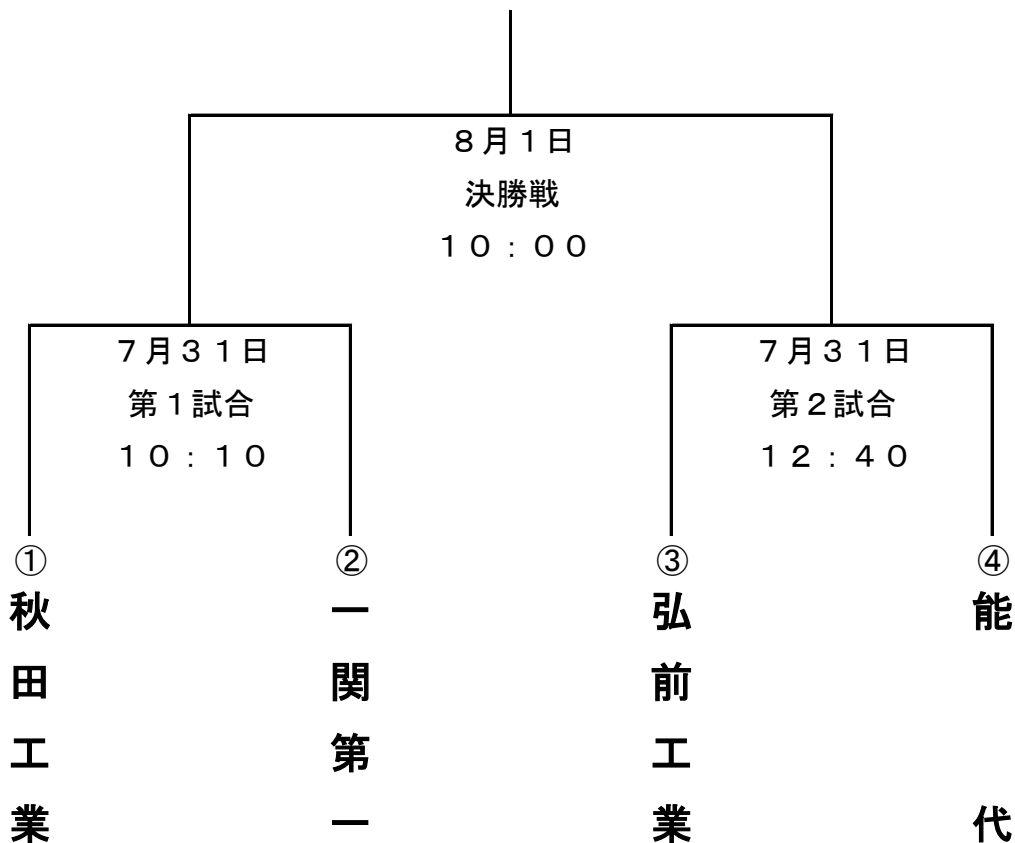 ８月１日
決勝戦
１０：００
７月３１日
第１試合
１０：１０
７月３１日
第２試合
１２：４０
①
秋田工業
②
一関第一
③
弘前工業
④
能代